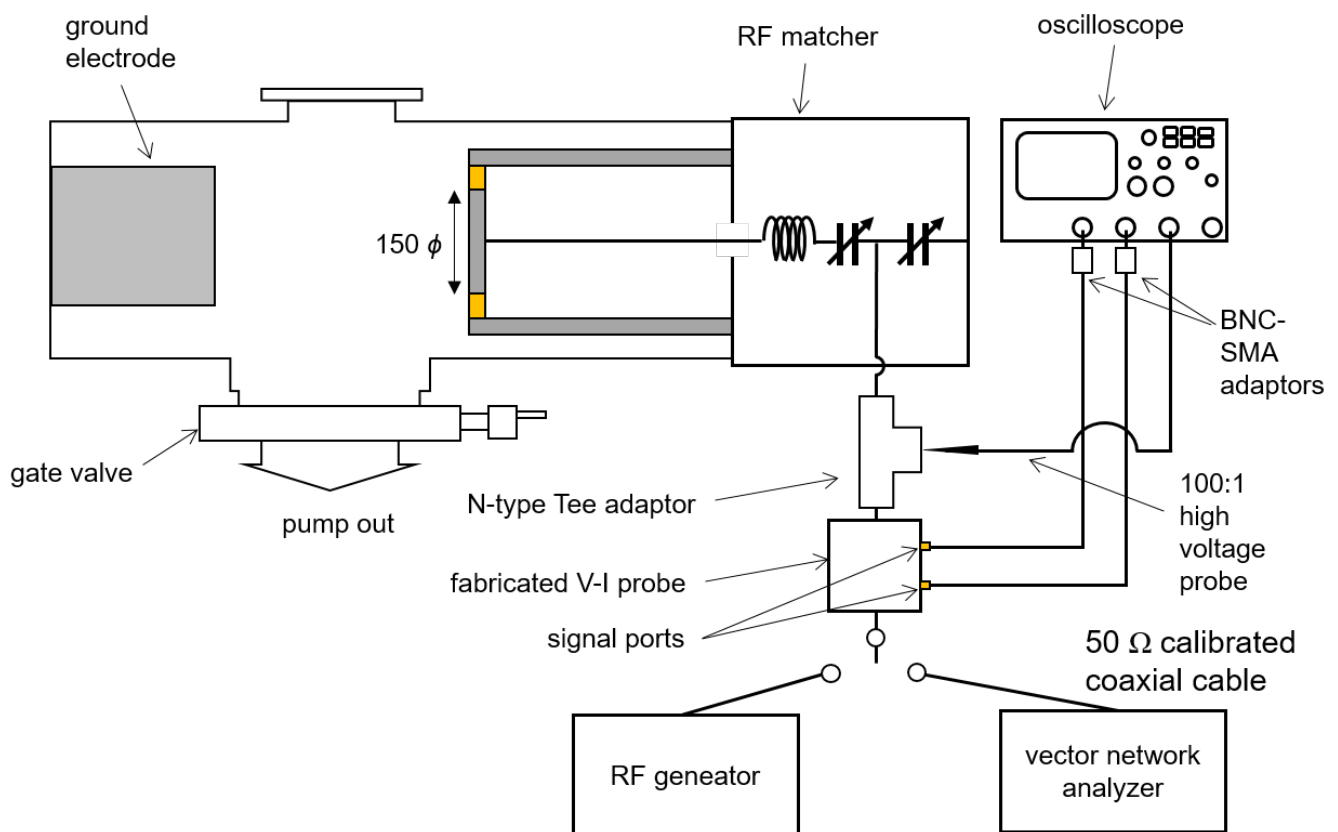 ground
electrode
RF matcher
oscilloscope
150 ϕ
BNC-
SMA
adaptors
gate valve
pump out
N-type Tee adaptor
100:1
high
voltage
probe
fabricated V-I probe
signal ports
50 Ω calibrated
coaxial cable
RF geneator
vector network
analyzer